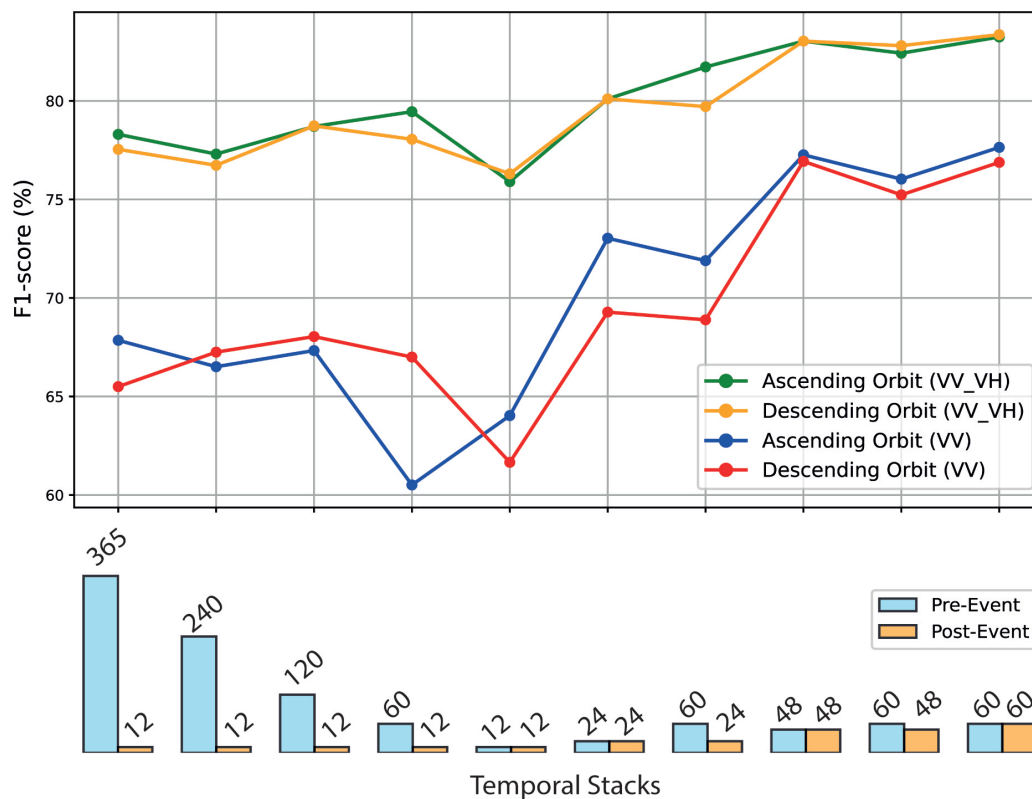 F1-score (%)
80
75
70
65
60
Ascending Orbit (VV_VH)
Descending Orbit (VV_VH)
Ascending Orbit (VV)
Descending Orbit (VV)
365 12
240 12
120 12
60 12
12 12
24 24
60 24
48 48
60 48
60 60
Pre-Event
Post-Event
Temporal Stacks